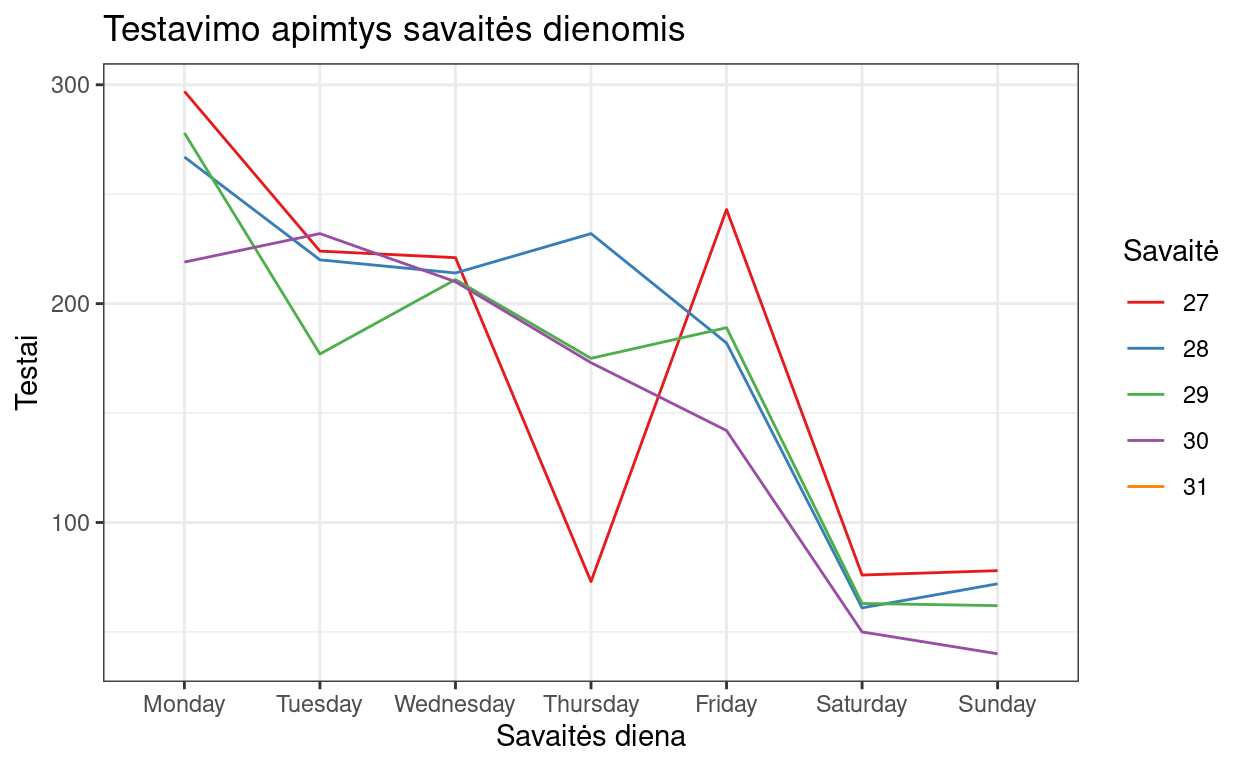 Testavimo apimtys savaitės dienomis
300
200
100
Testai
Monday Tuesday Wednesday Thursday Friday Saturday Sunday
Savaitės diena
Savaitė
27
28
29
30
31